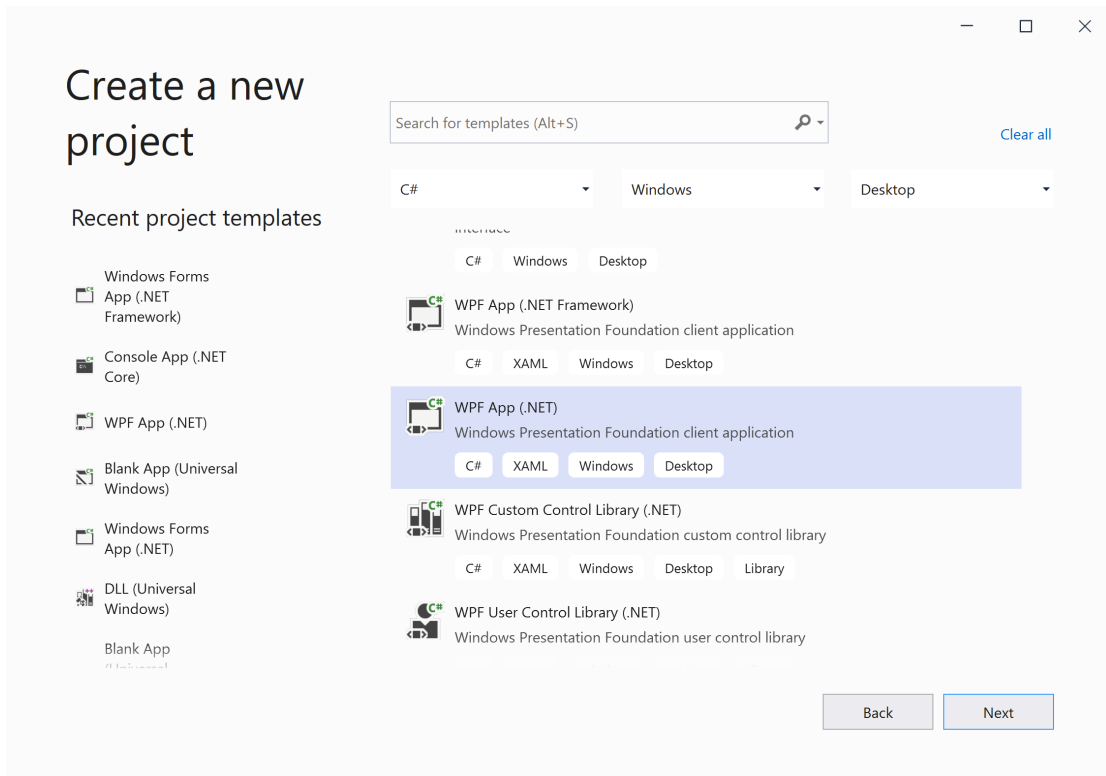 Create a new
project
Search for templates (Alt+S)
Clear all
C#
Windows
Desktop
Recent project templates
Windows Forms
App (.NET
Framework)
Console App (.NET
Core)
WPF App (.NET)
Blank App (Universal
Windows)
Windows Forms
App (.NET)
DLL (Universal
Windows)
Blank App
(Universal
interface
C# Windows Desktop
WPF App (.NET Framework)
Windows Presentation Foundation client application
C# XAML Windows Desktop
WPF App (.NET)
Windows Presentation Foundation client application
C# XAML Windows Desktop
WPF Custom Control Library (.NET)
Windows Presentation Foundation custom control library
C# XAML Windows Desktop Library
WPF User Control Library (.NET)
Windows Presentation Foundation user control library
Back
Next